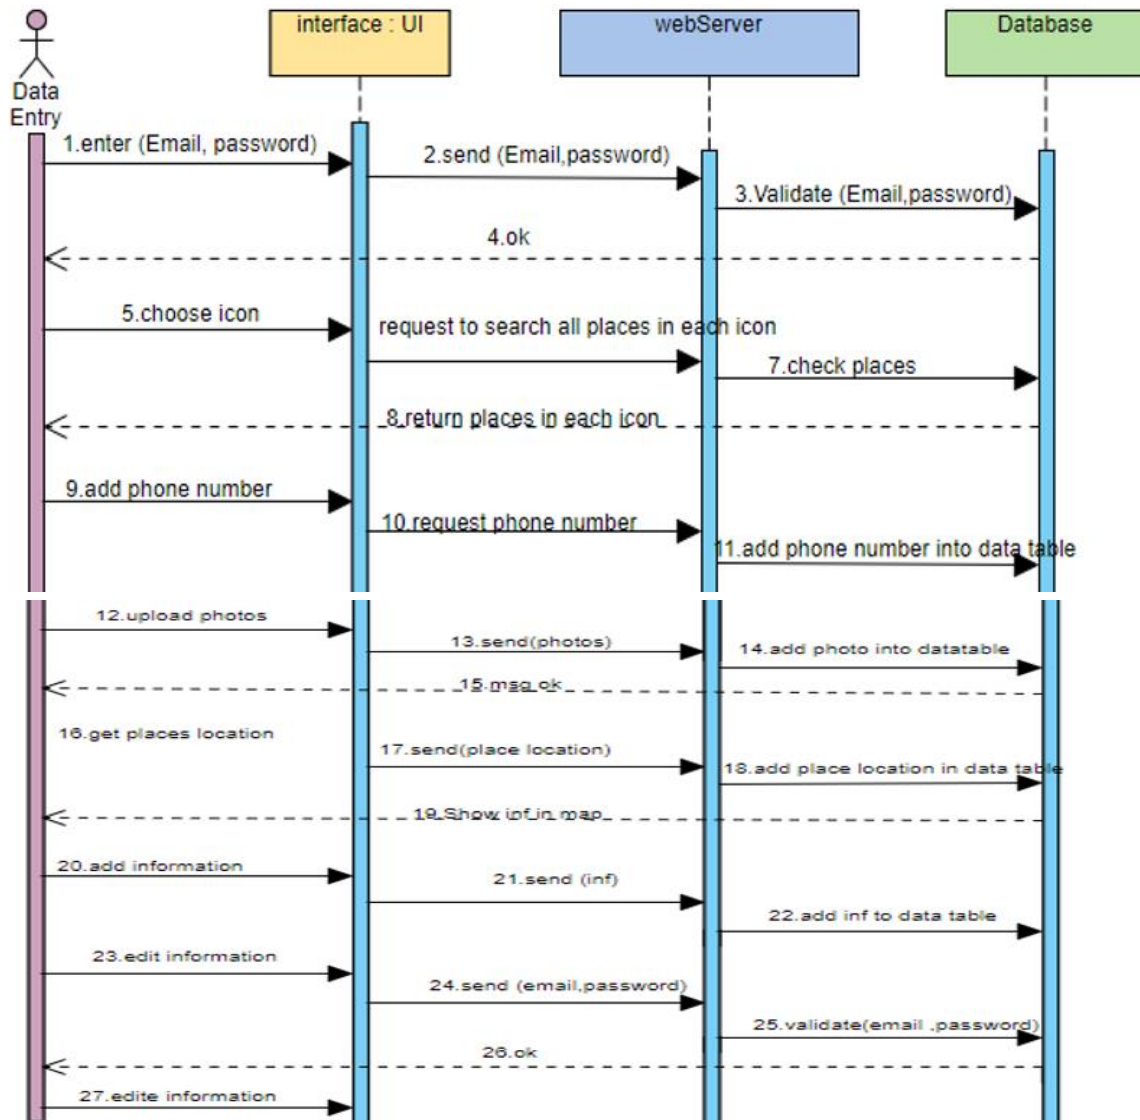 interface : UI
webServer
Database
Data
Entry
1.enter (Email, password)
2.send (Email,password)
3.Validate (Email,password)
4.ok
5.choose icon
request to search all places in each icon
7.check places
8.return places in each icon
9.add phone number
10.request phone number
11.add phone number into data table
12.upload photos
13.send(photos)
14.add photo into datatable
15.msg ok
16.get places location
17.send(place location)
18.add place location in data table
19.Show inf in map
20.add information
21.send (inf)
22.add inf to data table
23.edit information
24.send (email,password)
25.validate(email ,password)
26.ok
27.edite information